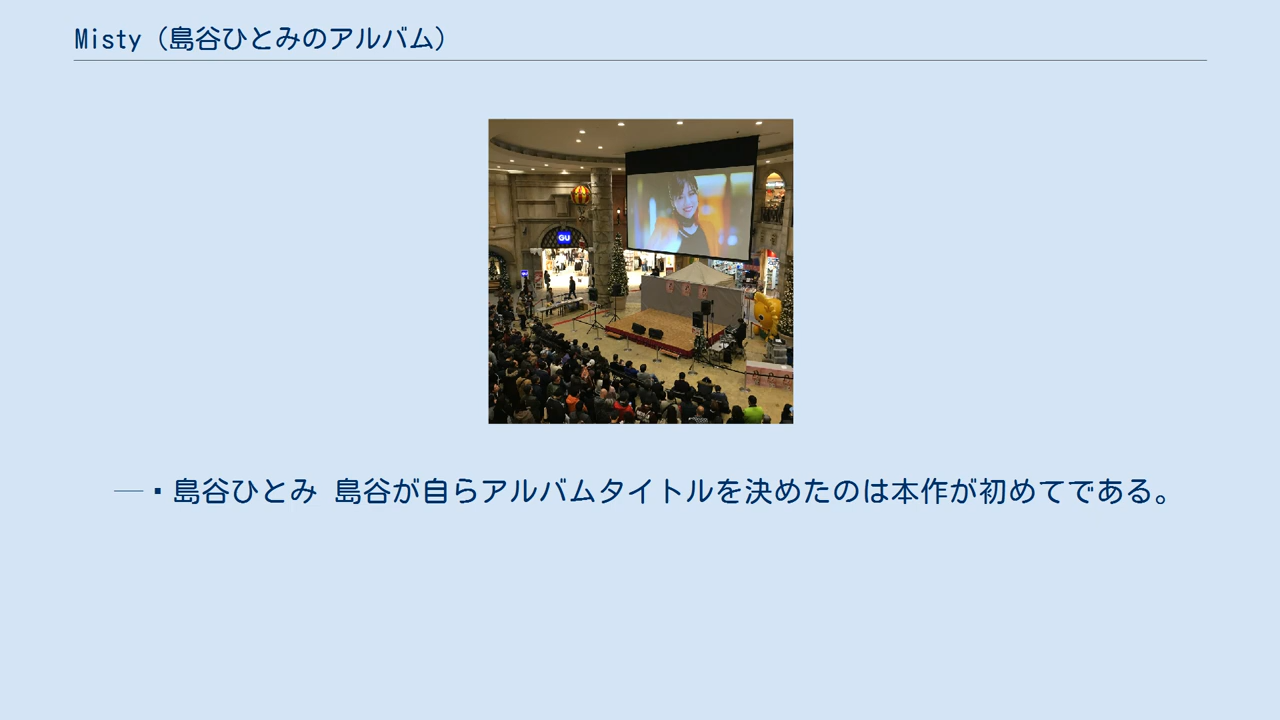 Misty（島谷ひとみのアルバム）
GU
GU
―▪島谷ひとみ 島谷が自らアルバムタイトルを決めたのは本作が初めてである。